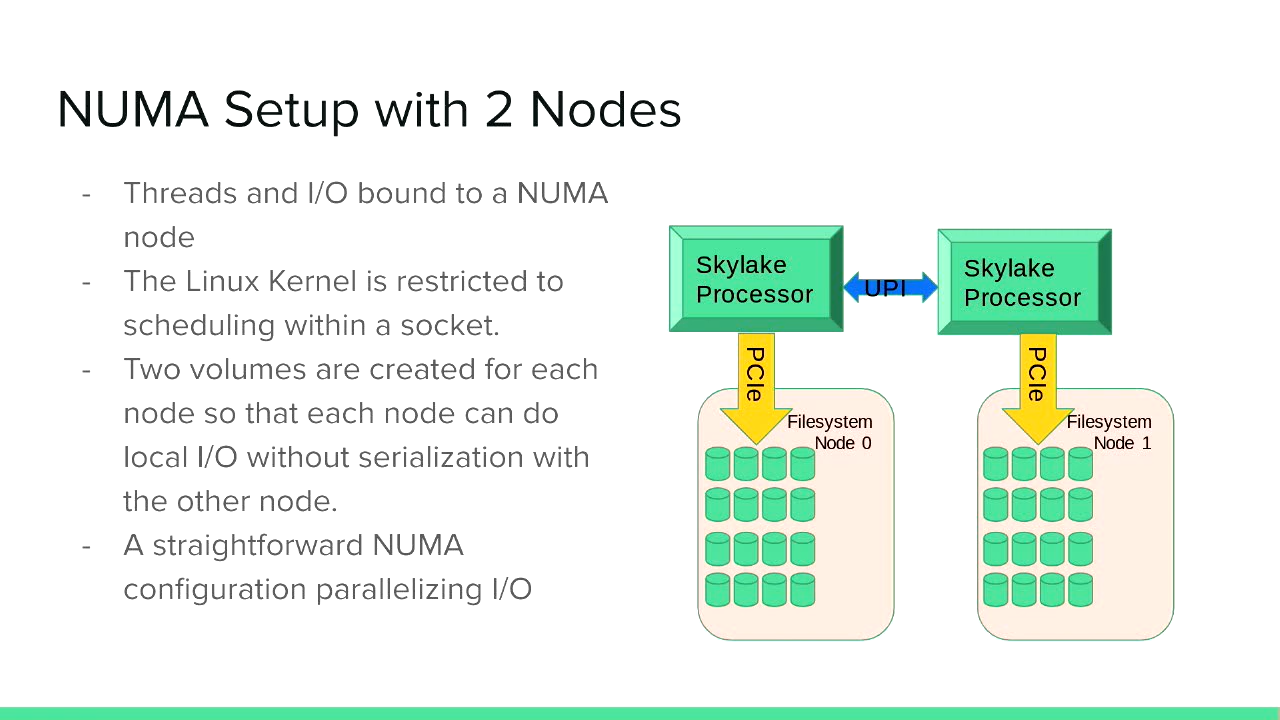 NUMA Setup with 2 Nodes
- Threads and I/O bound to a NUMA
node
- The Linux Kernel is restricted to
scheduling within a socket.
- Two volumes are created for each
node so that each node can do
local I/O without serialization with
the other node.
- A straightforward NUMA
configuration parallelizing I/O
Skylake
Processor
UPI
Skylake
Processor
PCIe
PCIe
Filesystem
Node 0
Filesystem
Node 1